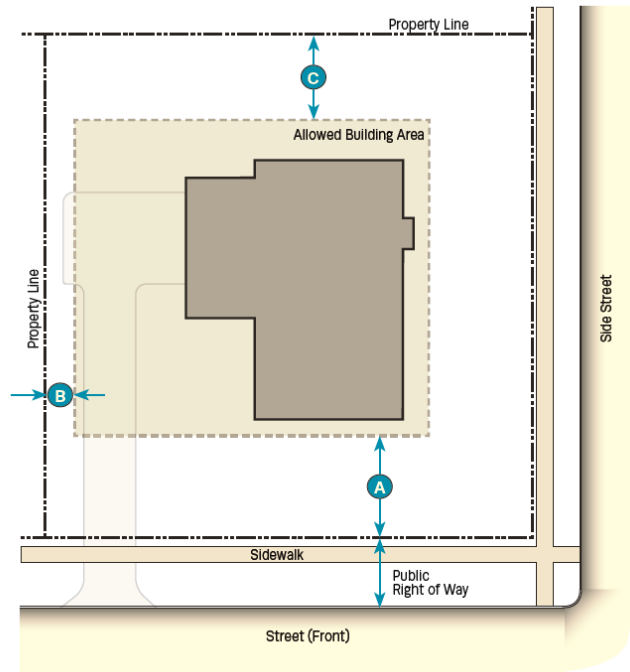 Property Line
C
Allowed Building Area
Property Line
Side Street
B
A
Sidewalk
Public
Right of Way
Street (Front)